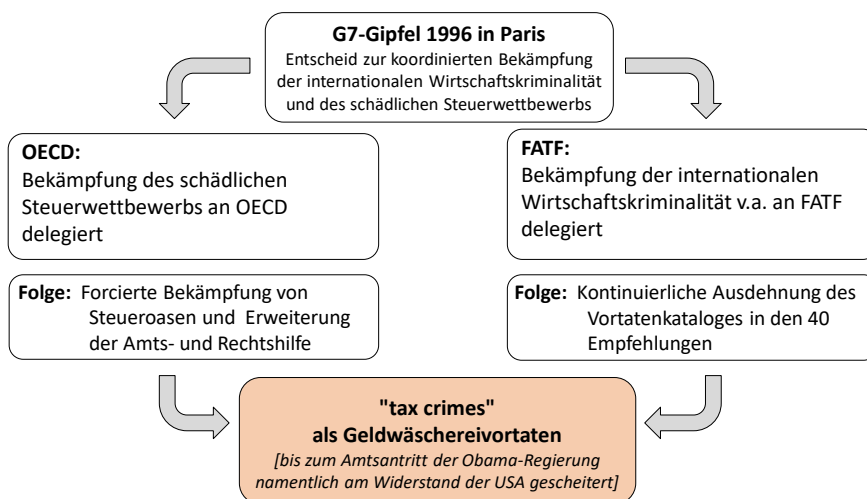 G7-Gipfel 1996 in Paris
Entscheid zur koordinierten Bekämpfung
der internationalen Wirtschaftskriminalität
und des schädlichen Steuerwettbewerbs
OECD:
Bekämpfung des schädlichen
Steuerwettbewerbs an OECD
delegiert
FATF:
Bekämpfung der internationalen
Wirtschaftskriminalität v.a. an FATF
delegiert
Folge: Forcierte Bekämpfung von
Steueroasen und Erweiterung
der Amts- und Rechtshilfe
Folge: Kontinuierliche Ausdehnung des
Vortatenkataloges in den 40
Empfehlungen
"tax crimes"
als Geldwäschereivortaten
[bis zum Amtsantritt der Obama-Regierung
namentlich am Widerstand der USA gescheitert]